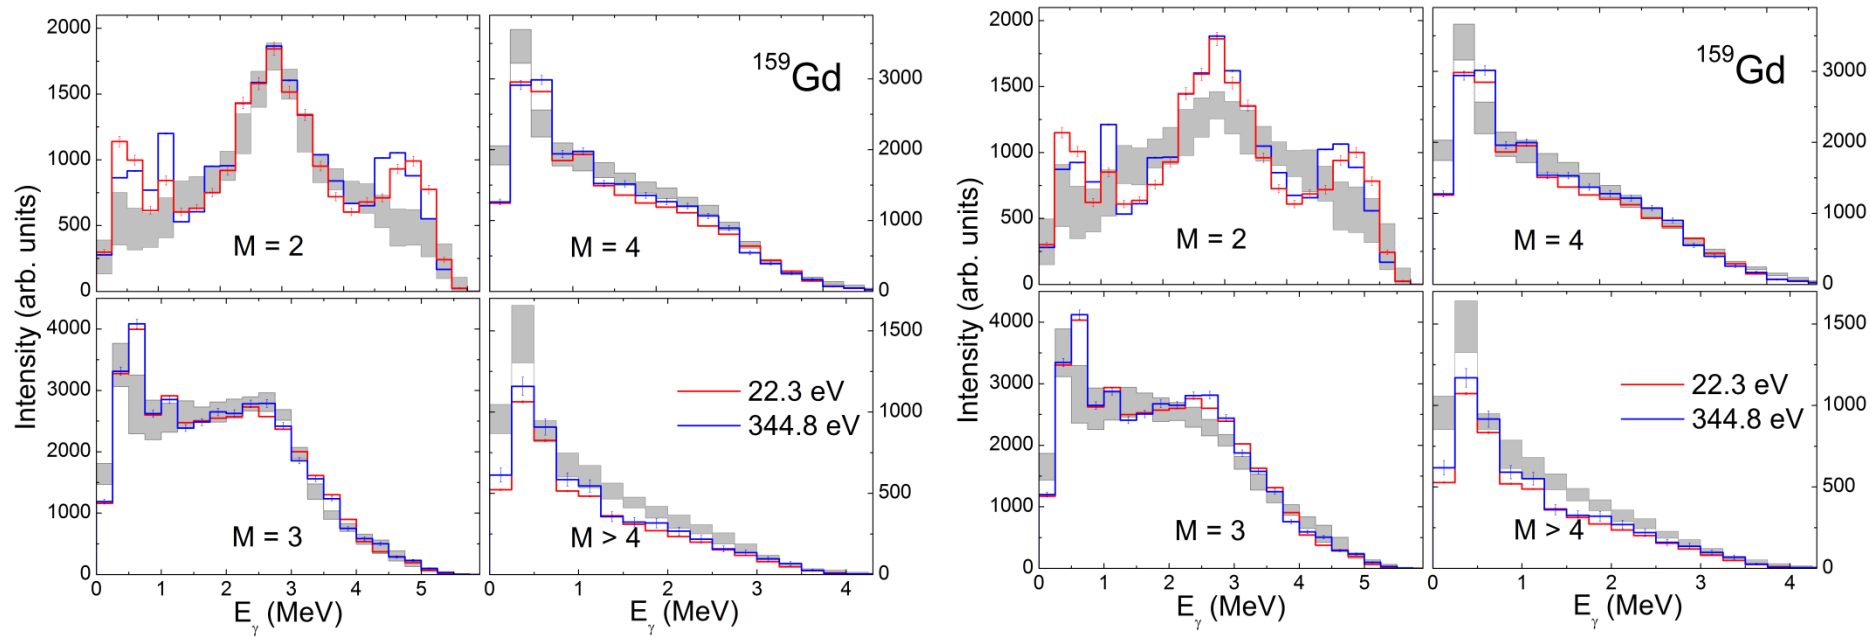 2000
1500
1000
500
0
Intensity (arb. units)
M = 2
¹⁵⁹Gd
M = 4
3000
2000
1000
0
4000
3000
2000
1000
0
M = 3
0 1 2 3 4 5
Eᵧ (MeV)
22.3 eV
344.8 eV
M > 4
1500
1000
500
0
0 1 2 3 4
Eᵧ (MeV)
2000
1500
1000
500
0
Intensity (arb. units)
M = 2
¹⁵⁹Gd
M = 4
3000
2000
1000
0
4000
3000
2000
1000
0
M = 3
0 1 2 3 4 5
Eᵧ (MeV)
22.3 eV
344.8 eV
M > 4
1500
1000
500
0
1 2 3 4
Eᵧ (MeV)